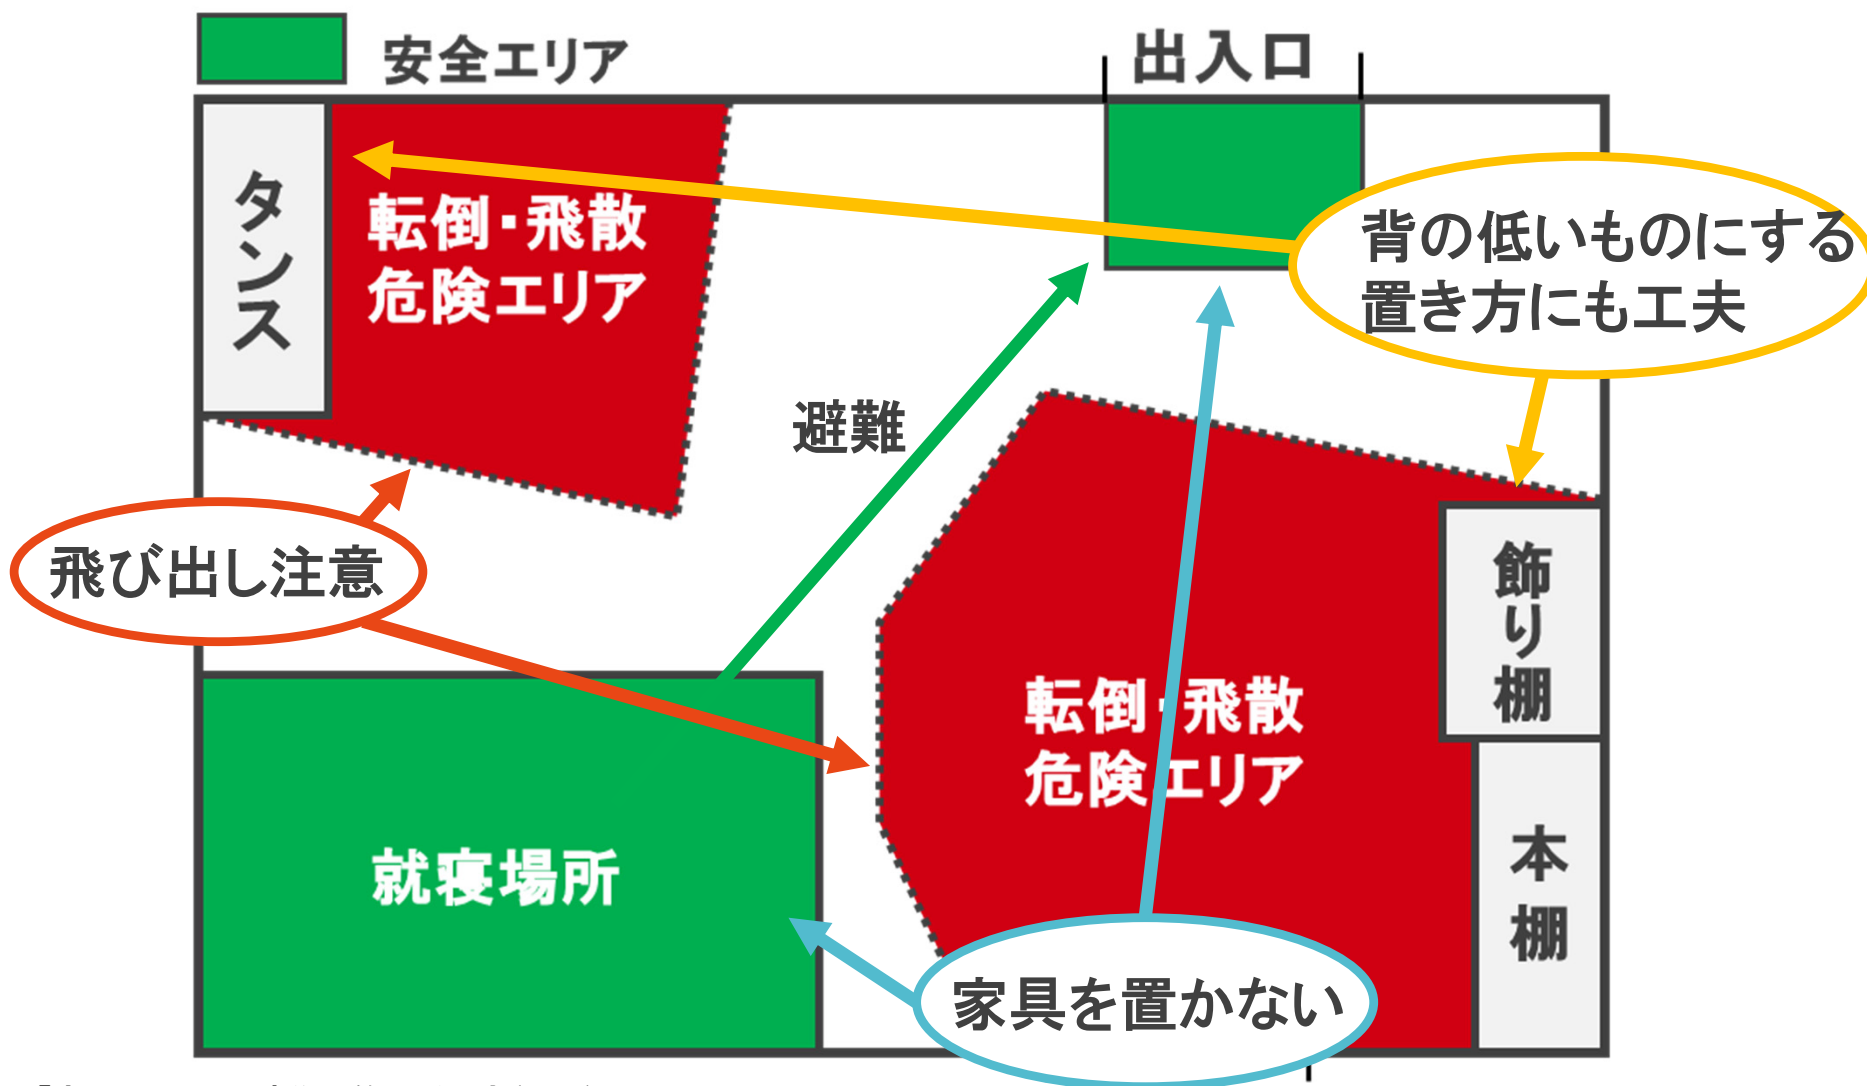 安全エリア
出入口
タンス
転倒・飛散
危険エリア
背の低いものにする
置き方にも工夫
避難
飛び出し注意
飾り棚
転倒・飛散
危険エリア
本棚
就寝場所
家具を置かない